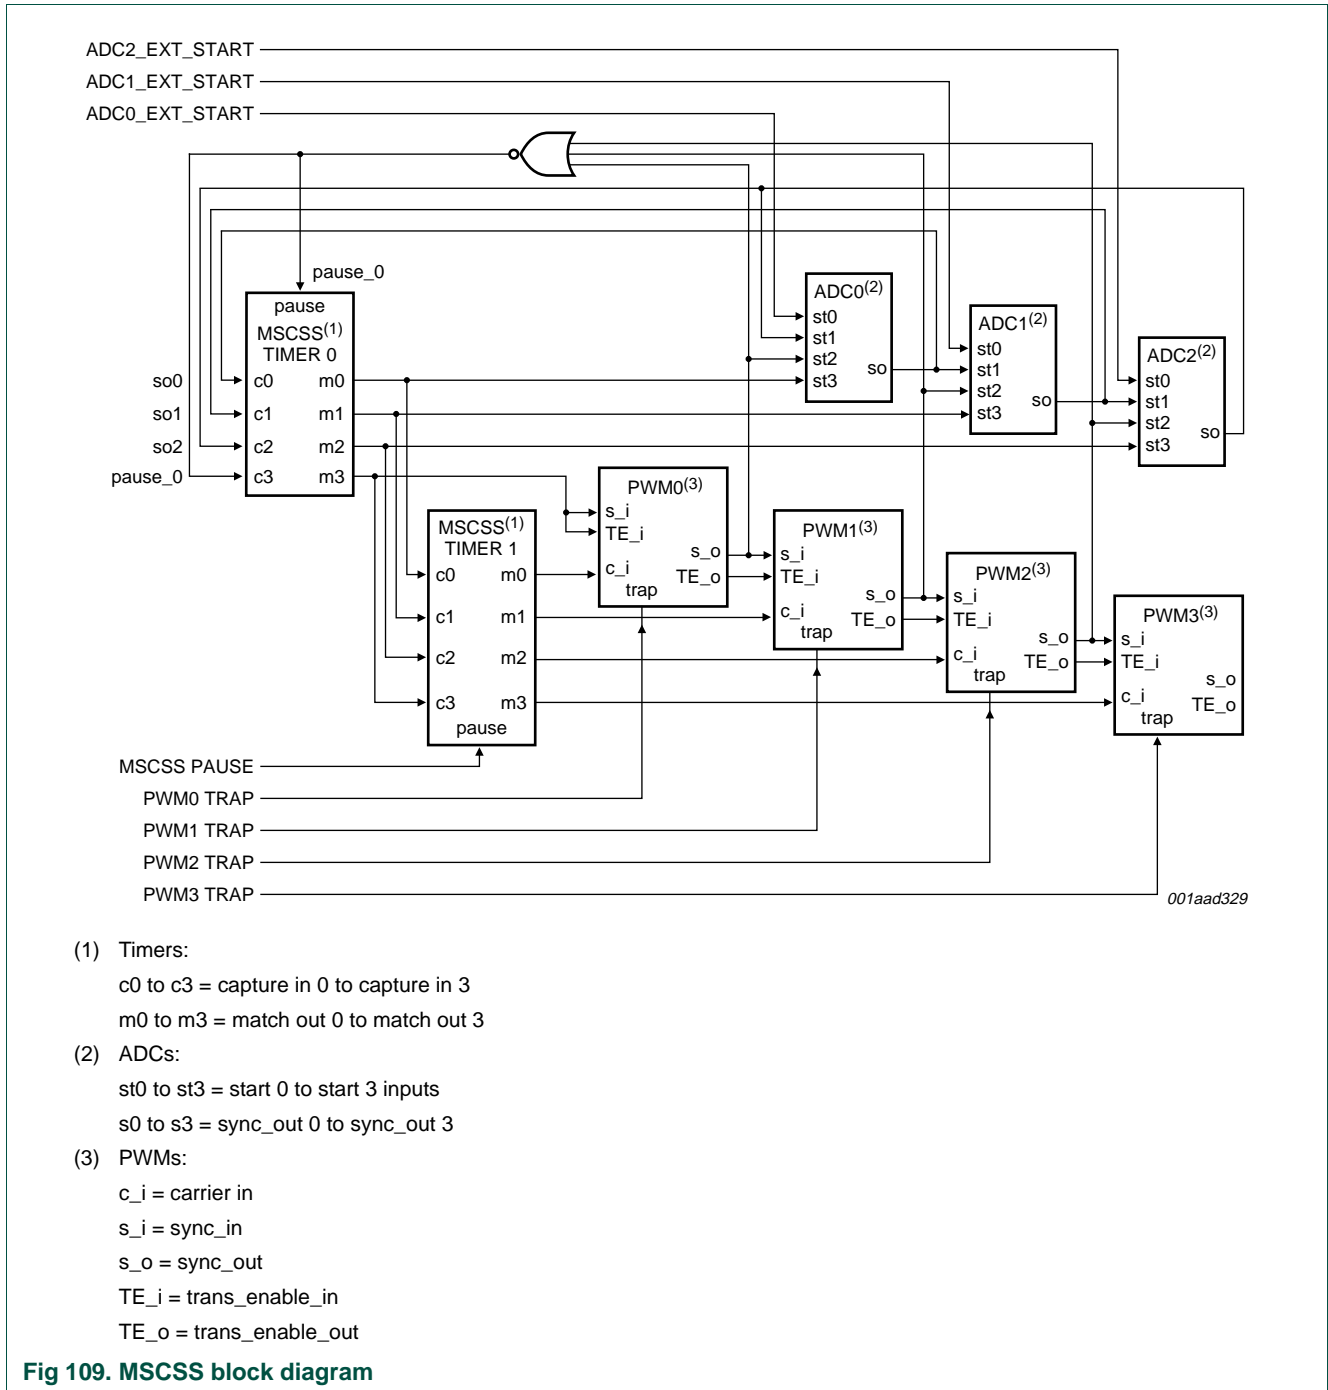 ADC2_EXT_START
ADC1_EXT_START
ADC0_EXT_START
pause_0
pause
MSCSS(1)
TIMER 0
so0
so1
so2
pause_0
c0
c1
c2
c3
m0
m1
m2
m3
ADC0(2)
st0
st1
st2
st3
so
ADC1(2)
st0
st1
st2
st3
so
ADC2(2)
st0
st1
st2
st3
so
MSCSS(1)
TIMER 1
c0
c1
c2
c3
m0
m1
m2
m3
pause
PWM0(3)
s_i
TE_i
c_i
s_o
TE_o
trap
PWM1(3)
s_i
TE_i
c_i
s_o
TE_o
trap
PWM2(3)
s_i
TE_i
c_i
s_o
TE_o
trap
PWM3(3)
s_i
TE_i
c_i
s_o
TE_o
trap
MSCSS PAUSE
PWM0 TRAP
PWM1 TRAP
PWM2 TRAP
PWM3 TRAP
001aad329
(1) Timers:
c0 to c3 = capture in 0 to capture in 3
m0 to m3 = match out 0 to match out 3
(2) ADCs:
st0 to st3 = start 0 to start 3 inputs
s0 to s3 = sync_out 0 to sync_out 3
(3) PWMs:
c_i = carrier in
s_i = sync_in
s_o = sync_out
TE_i = trans_enable_in
TE_o = trans_enable_out
Fig 109. MSCSS block diagram